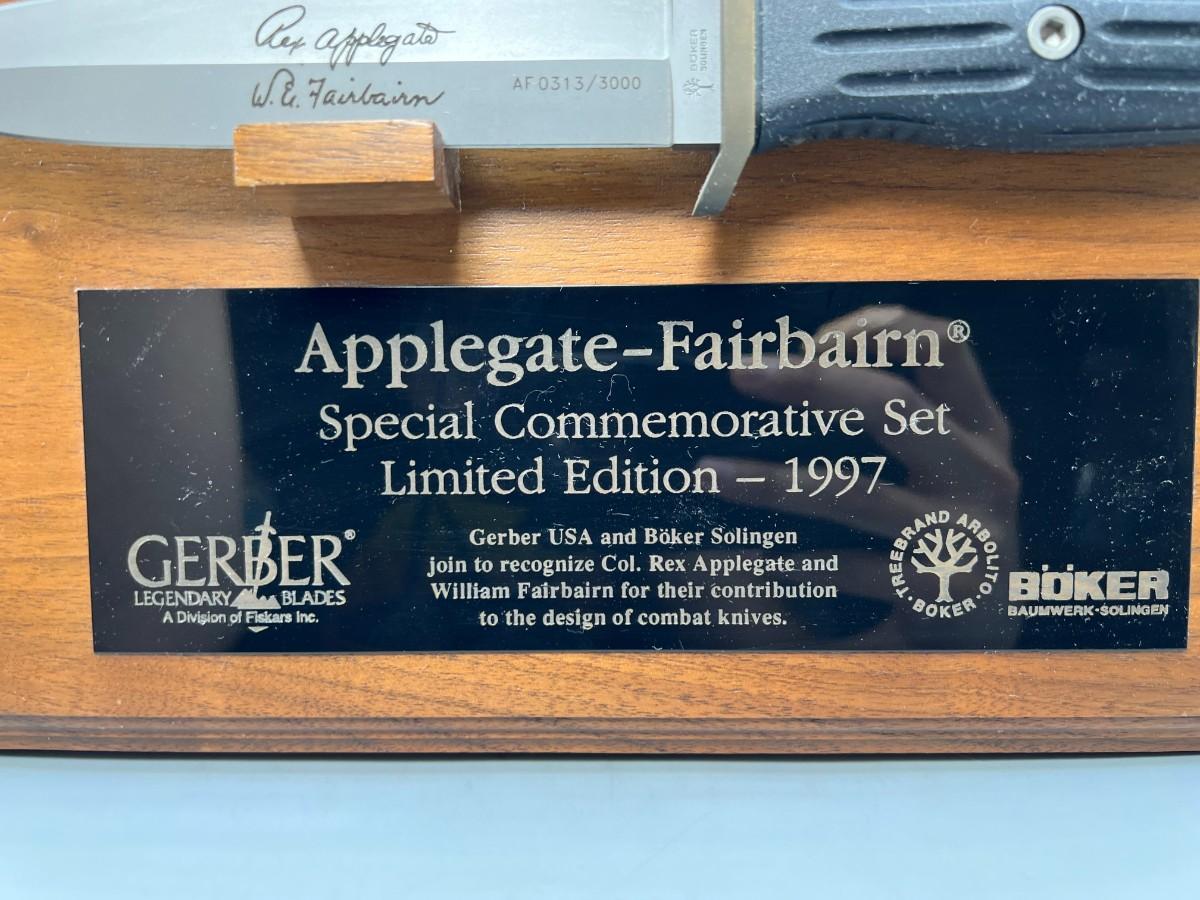 Rex Applegate
W. E. Fairbairn
AF 0313/3000
BÖKER
SOLINGEN
Applegate-Fairbairn®
Special Commemorative Set
Limited Edition – 1997
GERBER®
LEGENDARY BLADES
A Division of Fiskars Inc.
Gerber USA and Böker Solingen
join to recognize Col. Rex Applegate and
William Fairbairn for their contribution
to the design of combat knives.
TREEBRAND ARBOLITO
· BÖKER ·
BÖKER
BAUMWERK·SOLINGEN